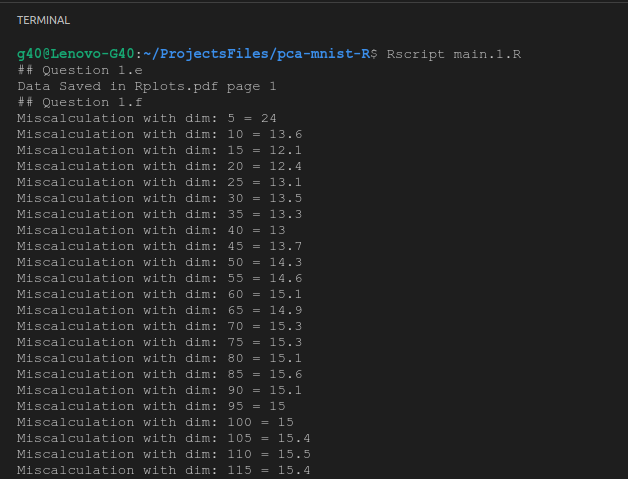 TERMINAL
g40@Lenovo-G40:~/ProjectsFiles/pca-mnist-R$ Rscript main.1.R
## Question 1.e
Data Saved in Rplots.pdf page 1
## Question 1.f
Miscalculation with dim: 5 = 24
Miscalculation with dim: 10 = 13.6
Miscalculation with dim: 15 = 12.1
Miscalculation with dim: 20 = 12.4
Miscalculation with dim: 25 = 13.1
Miscalculation with dim: 30 = 13.5
Miscalculation with dim: 35 = 13.3
Miscalculation with dim: 40 = 13
Miscalculation with dim: 45 = 13.7
Miscalculation with dim: 50 = 14.3
Miscalculation with dim: 55 = 14.6
Miscalculation with dim: 60 = 15.1
Miscalculation with dim: 65 = 14.9
Miscalculation with dim: 70 = 15.3
Miscalculation with dim: 75 = 15.3
Miscalculation with dim: 80 = 15.1
Miscalculation with dim: 85 = 15.6
Miscalculation with dim: 90 = 15.1
Miscalculation with dim: 95 = 15
Miscalculation with dim: 100 = 15
Miscalculation with dim: 105 = 15.4
Miscalculation with dim: 110 = 15.5
Miscalculation with dim: 115 = 15.4